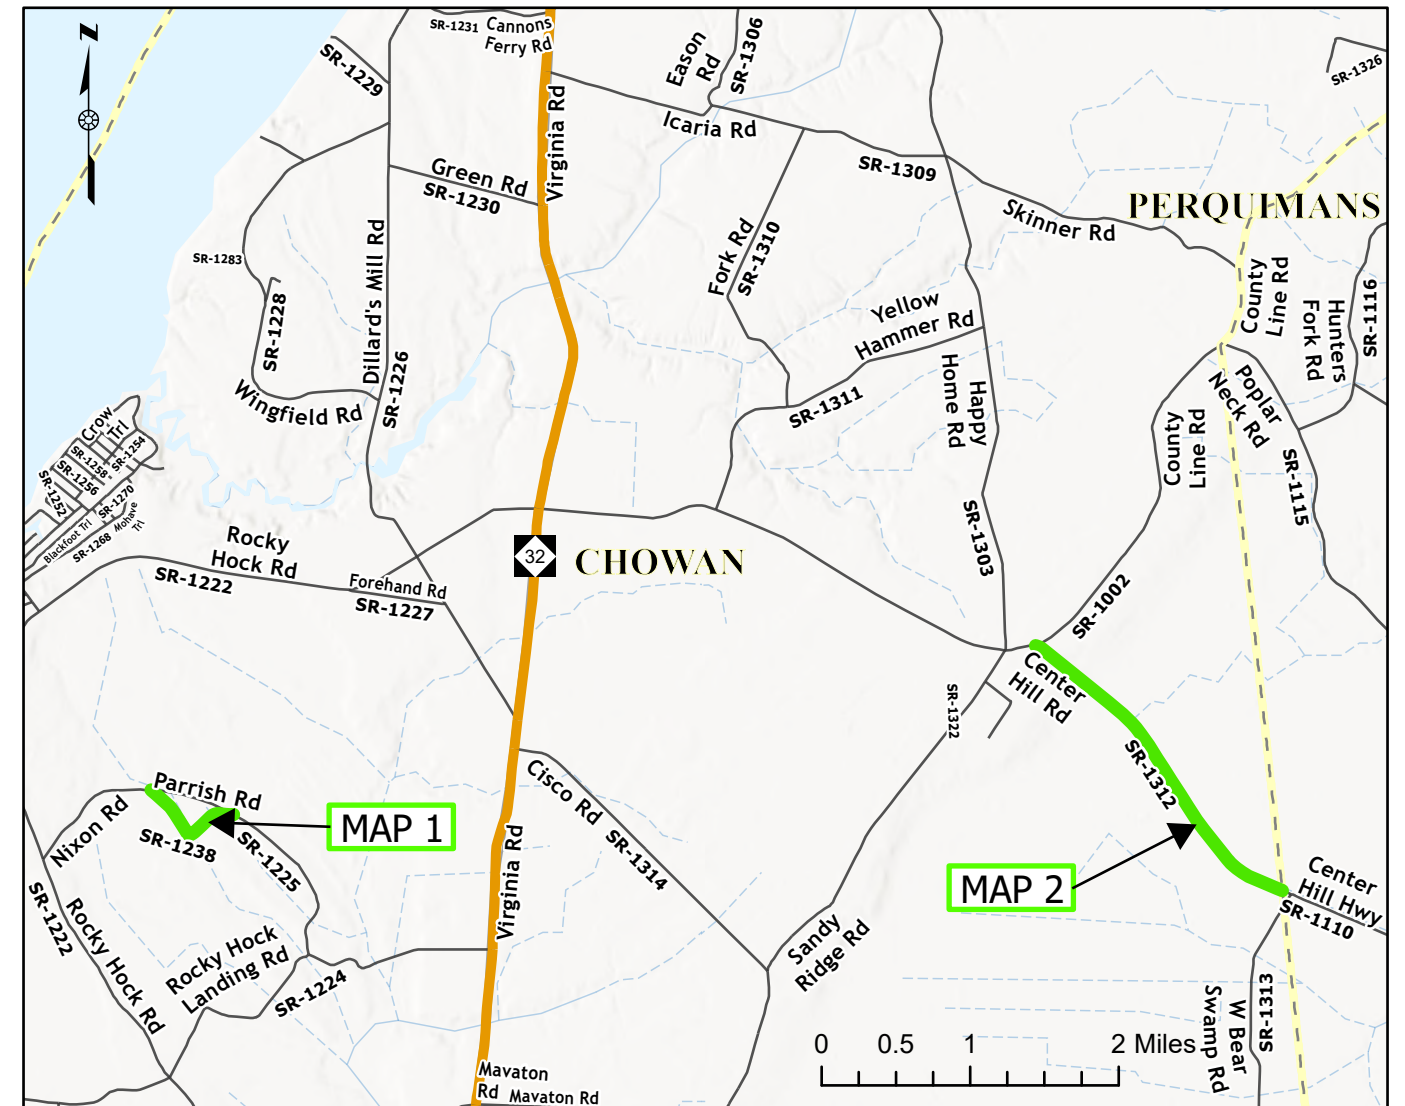 N
SR-1231
Cannons
Ferry Rd
SR-1229
Virginia Rd
Eason
Rd
SR-1306
Icaria Rd
SR-1309
SR-1326
Green Rd
SR-1230
Skinner Rd
PERQUIMANS
SR-1283
SR-1228
Dillard's Mill Rd
SR-1226
Wingfield Rd
Fork Rd
SR-1310
Yellow
Hammer Rd
SR-1311
Happy
Home Rd
SR-1303
County
Line Rd
Hunters
Fork Rd
SR-1116
Poplar
Neck Rd
SR-1115
County
Line Rd
SR-1002
Crow
Trl
SR-1254
SR-1258
SR-1256
SR-1252
SR-1270
Blackfoot Trl
Mohave
Trl
SR-1268
Rocky
Hock Rd
SR-1222
Forehand Rd
SR-1227
32
CHOWAN
Center
Hill Rd
SR-1322
SR-1312
Parrish Rd
Nixon Rd
SR-1238
SR-1225
MAP 1
Cisco Rd
SR-1314
Virginia Rd
MAP 2
Center
Hill Hwy
SR-1110
SR-1222
Rocky Hock Rd
Rocky Hock
Landing Rd
SR-1224
Sandy
Ridge Rd
W Bear
Swamp Rd
SR-1313
0 0.5 1 2 Miles
Mavaton
Rd
Mavaton Rd